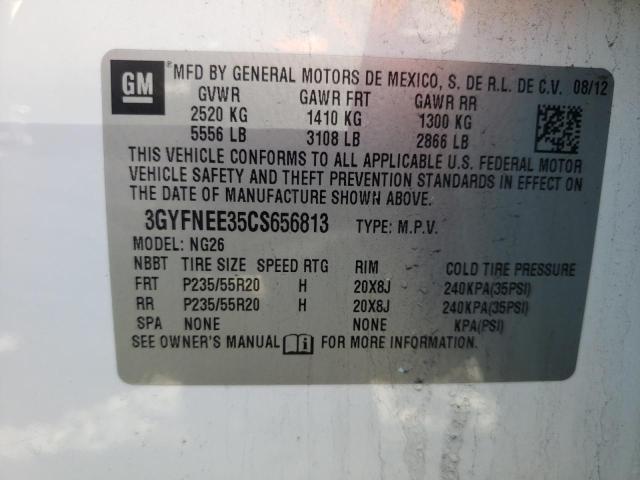 GM ® MFD BY GENERAL MOTORS DE MEXICO, S. DE R.L. DE C.V. 08/12
GVWR GAWR FRT GAWR RR
2520 KG 1410 KG 1300 KG
5556 LB 3108 LB 2866 LB
THIS VEHICLE CONFORMS TO ALL APPLICABLE U.S. FEDERAL MOTOR
VEHICLE SAFETY AND THEFT PREVENTION STANDARDS IN EFFECT ON
THE DATE OF MANUFACTURE SHOWN ABOVE.
3GYFNEE35CS656813 TYPE: M.P.V.
MODEL: NG26
NBBT TIRE SIZE SPEED RTG RIM COLD TIRE PRESSURE
FRT P235/55R20 H 20X8J 240KPA(35PSI)
RR P235/55R20 H 20X8J 240KPA(35PSI)
SPA NONE NONE KPA(PSI)
SEE OWNER'S MANUAL i FOR MORE INFORMATION.